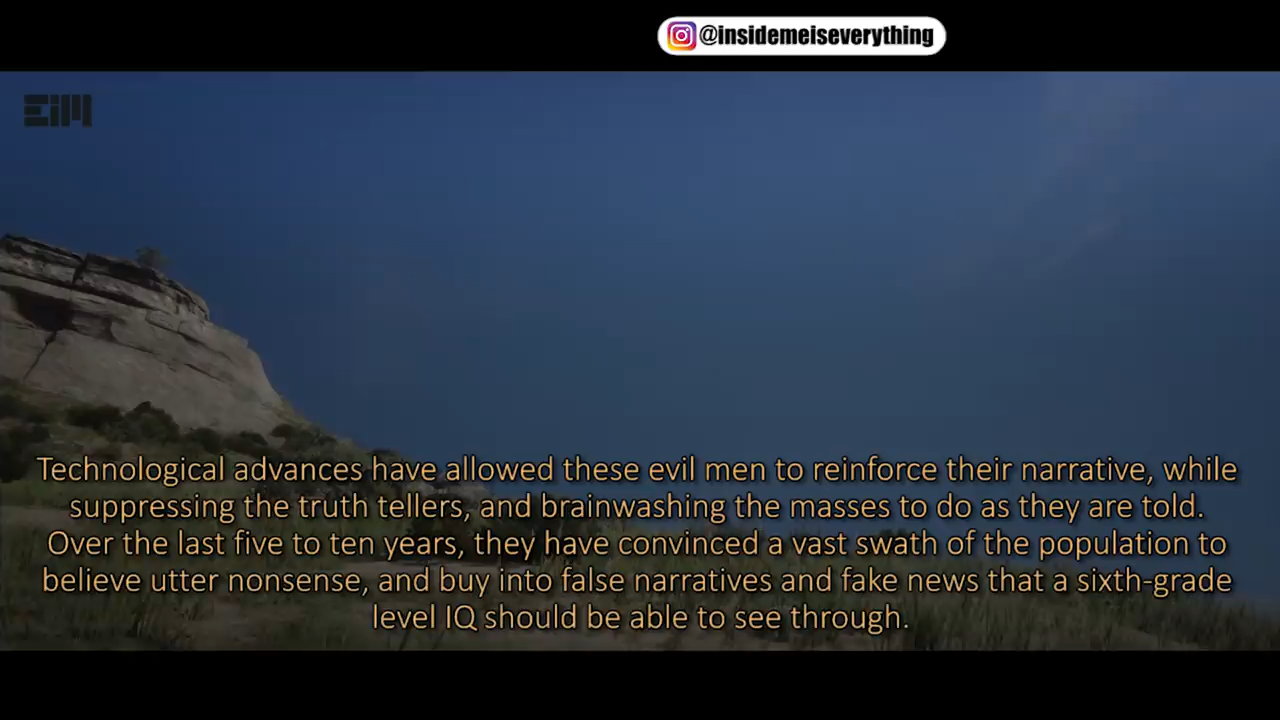 @insidemeiseverything
EiM
Technological advances have allowed these evil men to reinforce their narrative, while
suppressing the truth tellers, and brainwashing the masses to do as they are told.
Over the last five to ten years, they have convinced a vast swath of the population to
believe utter nonsense, and buy into false narratives and fake news that a sixth-grade
level IQ should be able to see through.